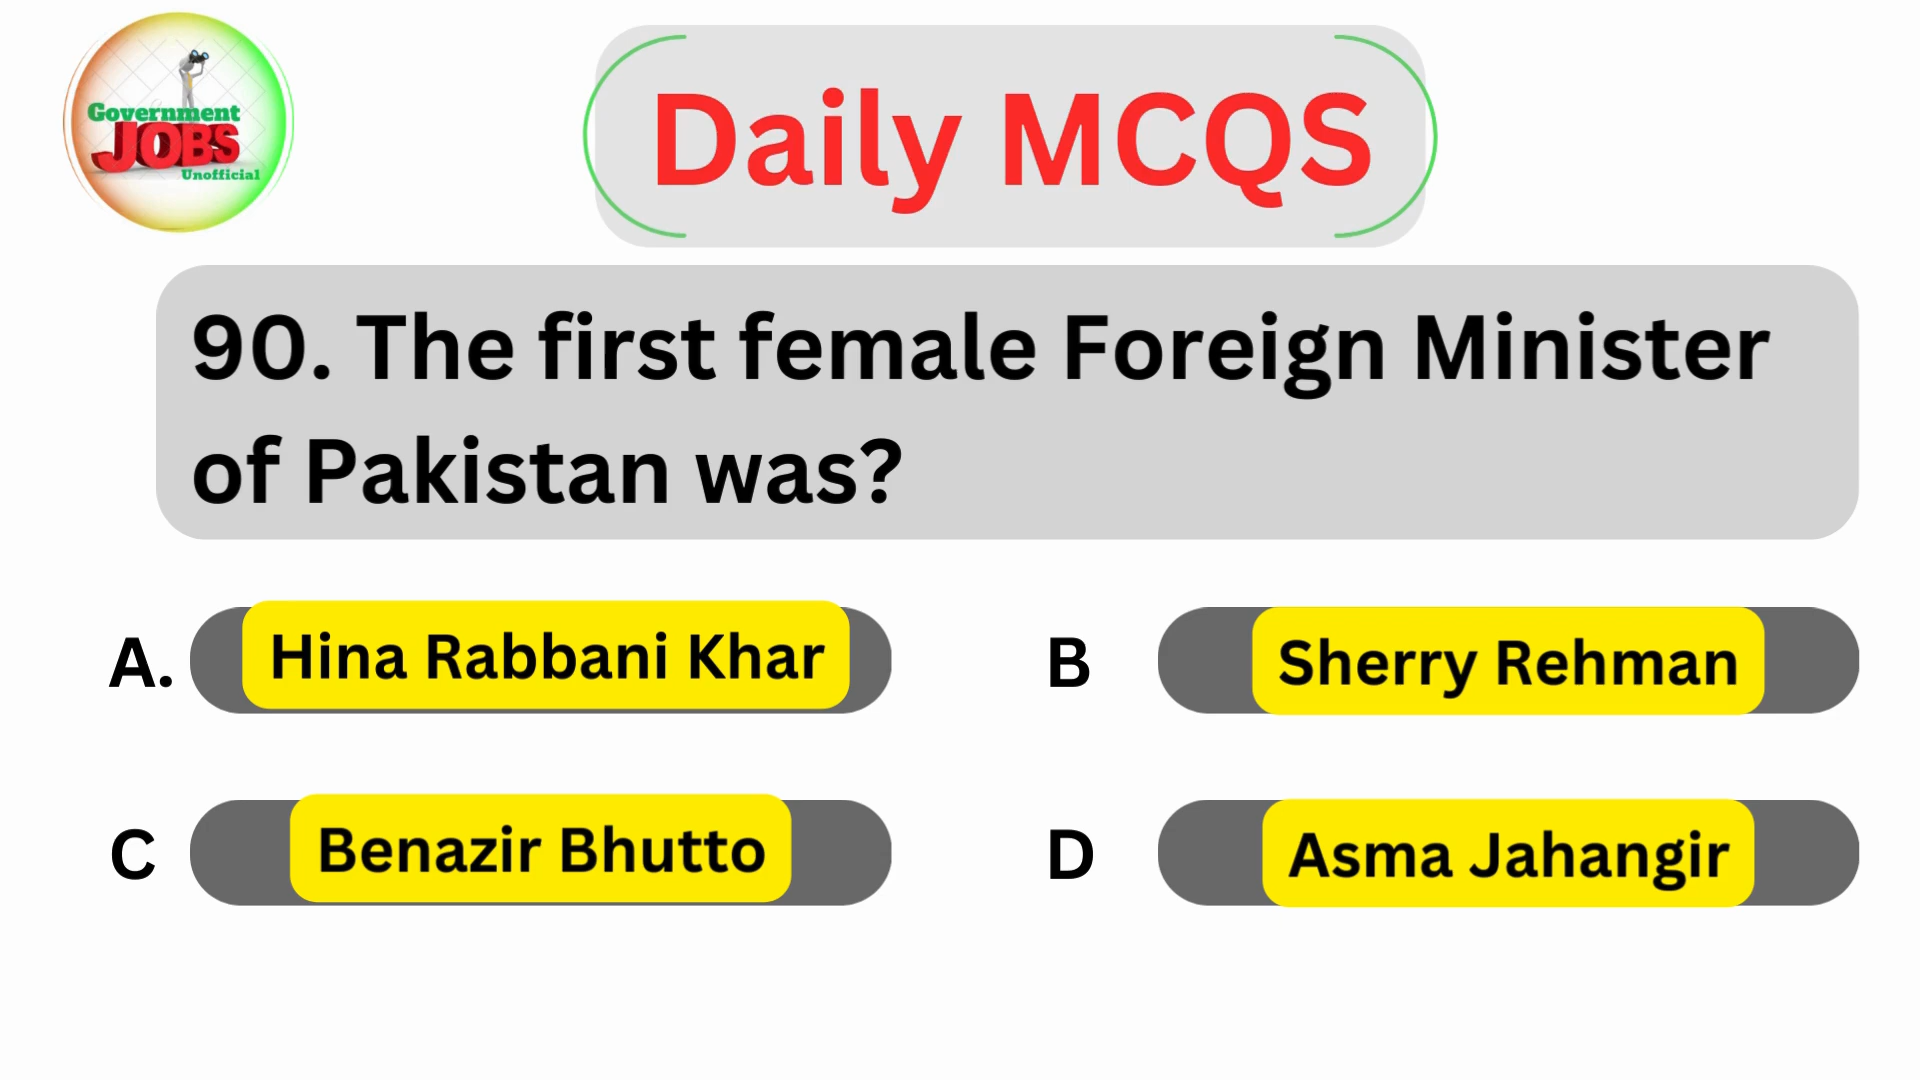 Government
JOBS
Unofficial
Daily MCQS
90. The first female Foreign Minister
of Pakistan was?
A. Hina Rabbani Khar
B Sherry Rehman
C Benazir Bhutto
D Asma Jahangir